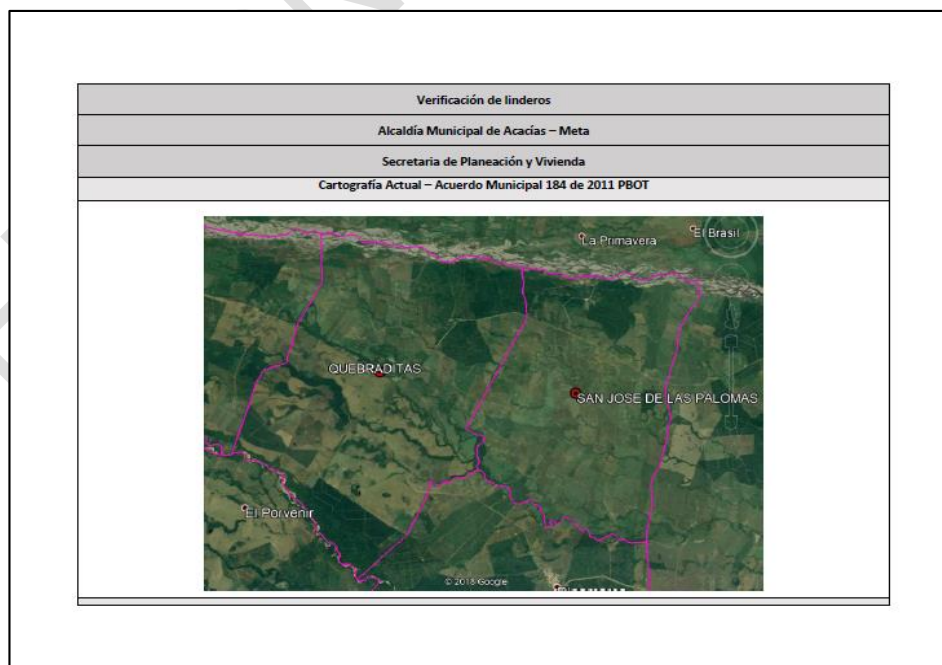 Verificación de linderos
Alcaldía Municipal de Acacías – Meta
Secretaria de Planeación y Vivienda
Cartografía Actual – Acuerdo Municipal 184 de 2011 PBOT
La Primavera
El Brasil
QUEBRADITAS
SAN JOSE DE LAS PALOMAS
El Porvenir
© 2018 Google